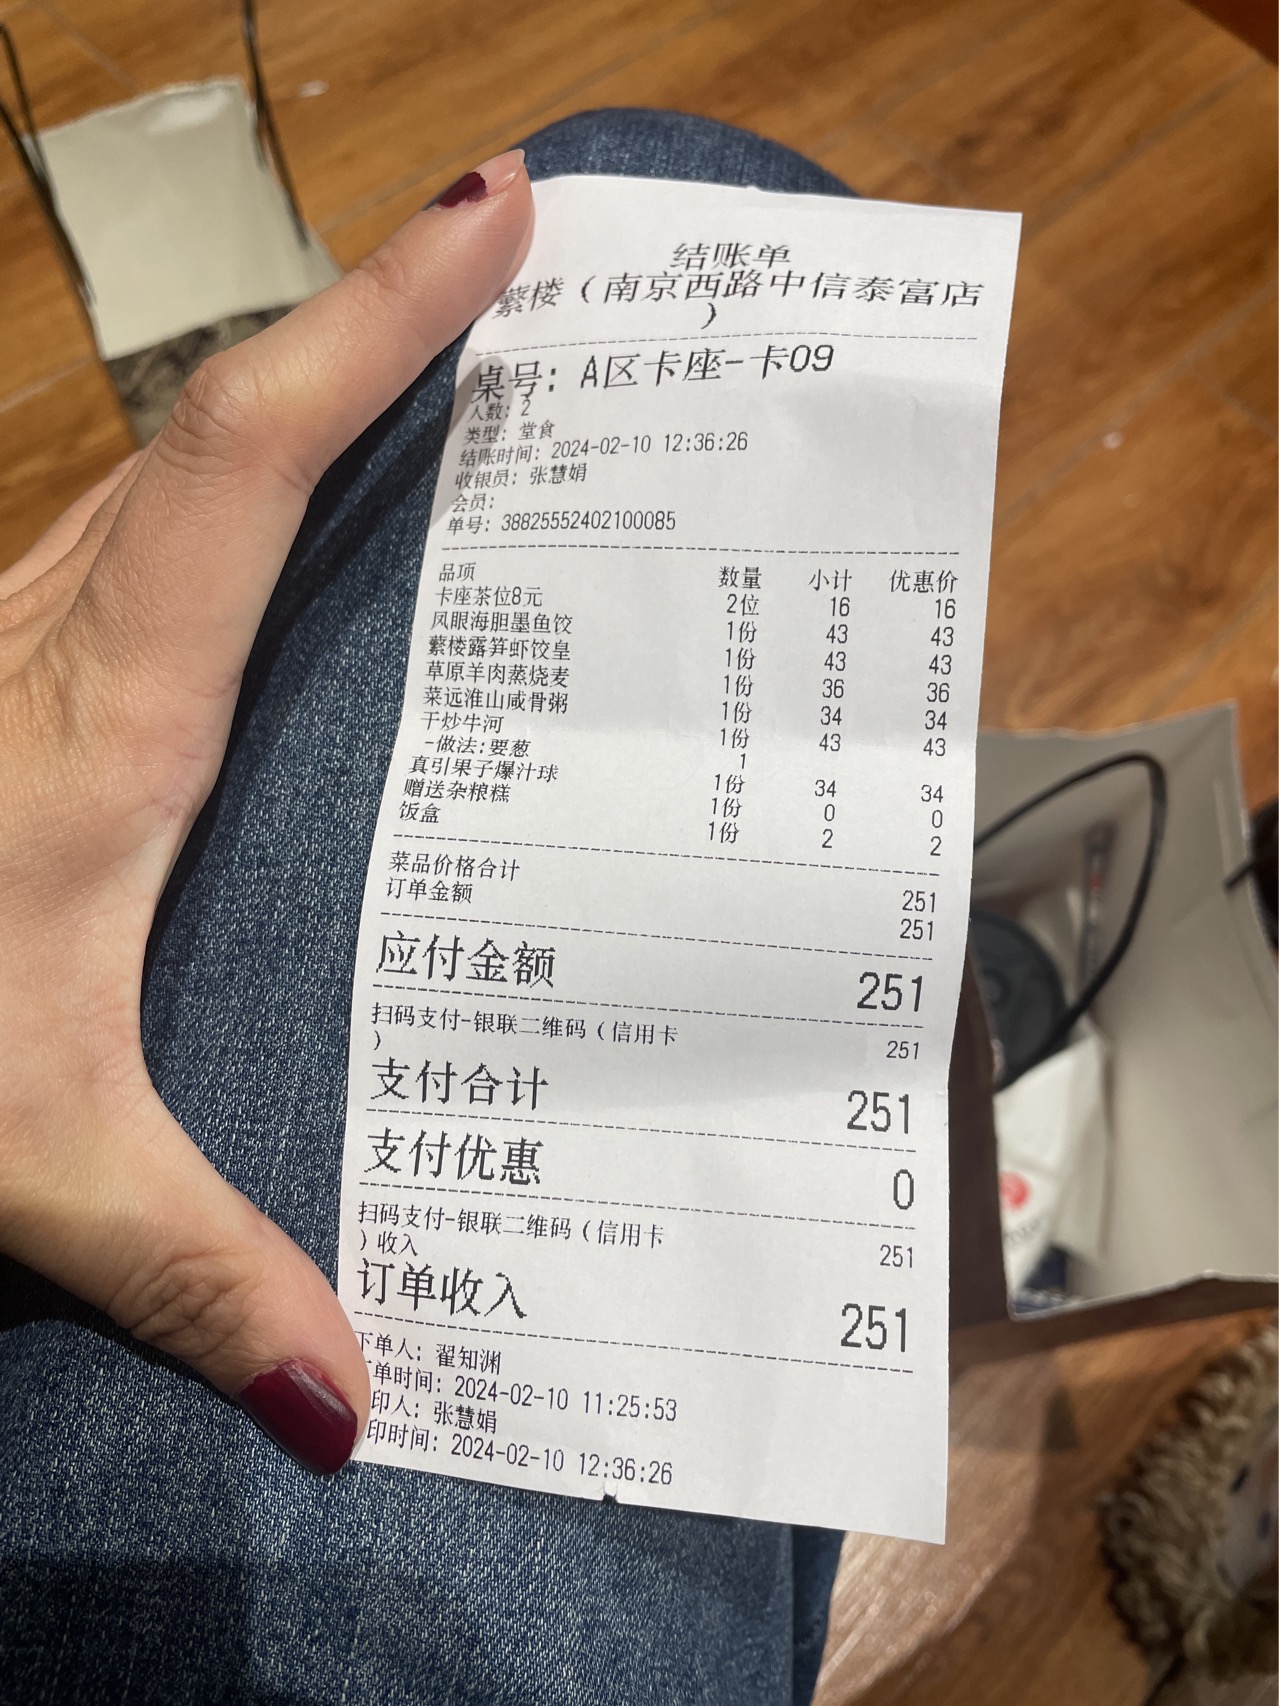 结账单
蘩楼（南京西路中信泰富店
）
桌号：A区卡座-卡09
人数：2
类型：堂食
结账时间：2024-02-10 12:36:26
收银员：张慧娟
会员：
单号：38825552402100085
品项 数量 小计 优惠价
卡座茶位8元 2位 16 16
凤眼海胆墨鱼饺 1份 43 43
蘩楼露笋虾饺皇 1份 43 43
草原羊肉蒸烧麦 1份 36 36
菜远淮山咸骨粥 1份 34 34
干炒牛河 1份 43 43
-做法:要葱 1
真引果子爆汁球 1份 34 34
赠送杂粮糕 1份 0 0
饭盒 1份 2 2
菜品价格合计 251
订单金额 251
应付金额 251
扫码支付-银联二维码（信用卡 251
）
支付合计 251
支付优惠 0
扫码支付-银联二维码（信用卡 251
）收入
订单收入 251
下单人：翟知渊
单时间：2024-02-10 11:25:53
印人：张慧娟
印时间：2024-02-10 12:36:26